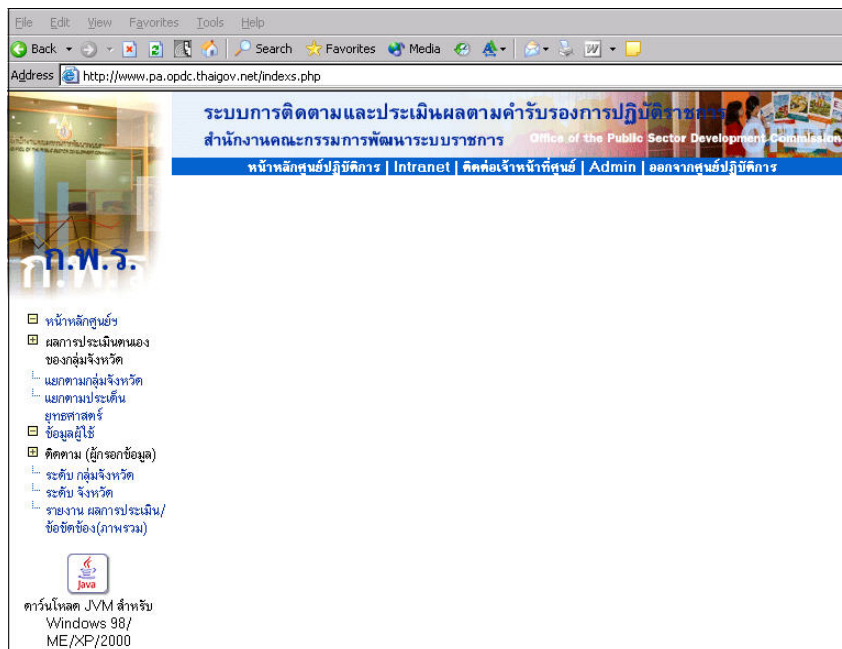 File Edit View Favorites Tools Help
Back Search Favorites Media
Address http://www.pa.opdc.thaigov.net/indexs.php
ระบบการติดตามและประเมินผลตามคำรับรองการปฏิบัติราชการ
สำนักงานคณะกรรมการพัฒนาระบบราชการ Office of the Public Sector Development Commission
หน้าหลักศูนย์ปฏิบัติการ | Intranet | ติดต่อเจ้าหน้าที่ศูนย์ | Admin | ออกจากศูนย์ปฏิบัติการ
ก.พ.ร.
หน้าหลักศูนย์ฯ
ผลการประเมินตนเอง
ของกลุ่มจังหวัด
แยกตามกลุ่มจังหวัด
แยกตามประเด็น
ยุทธศาสตร์
ข้อมูลผู้ใช้
ติดตาม (ผู้กรอกข้อมูล)
ระดับ กลุ่มจังหวัด
ระดับ จังหวัด
รายงาน ผลการประเมิน/
ข้อขัดข้อง(ภาพรวม)
Java
ดาว์นโหลด JVM สำหรับ
Windows 98/
ME/XP/2000